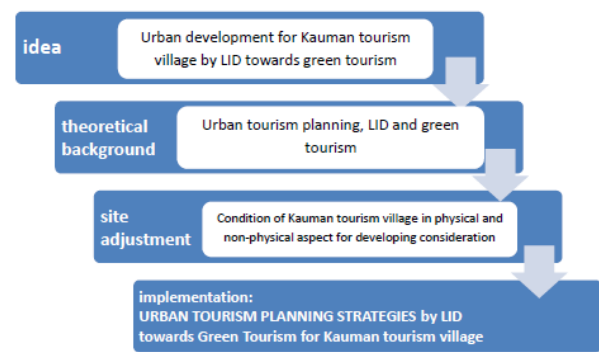 idea
Urban development for Kauman tourism
village by LID towards green tourism
theoretical
background
Urban tourism planning, LID and green
tourism
site
adjustment
Condition of Kauman tourism village in physical and
non-physical aspect for developing consideration
implementation:
URBAN TOURISM PLANNING STRATEGIES by LID
towards Green Tourism for Kauman tourism village